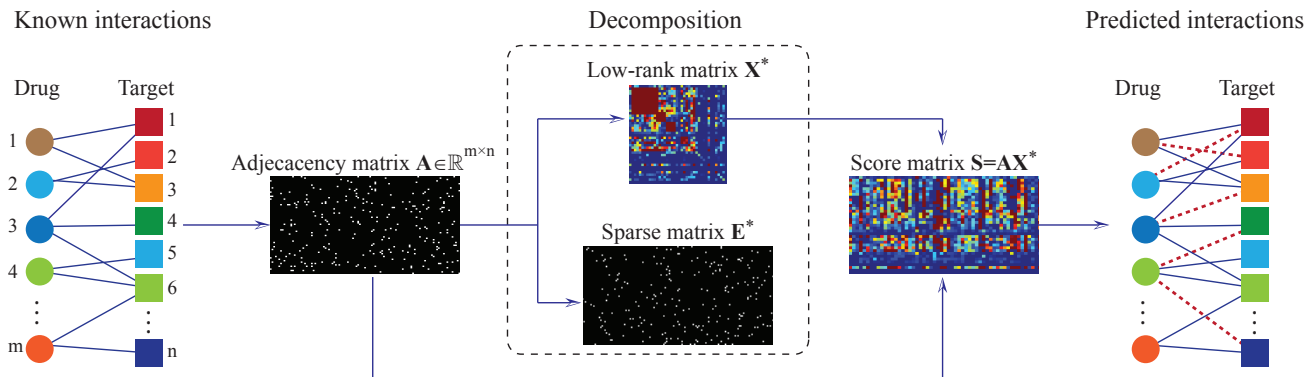 Known interactions
Decomposition
Predicted interactions
Drug
Target
1
2
3
4
m
1
2
3
4
5
6
n
Adjecacency matrix A∈ℝ^{m×n}
Low-rank matrix X*
Sparse matrix E*
Score matrix S=AX*
Drug
Target